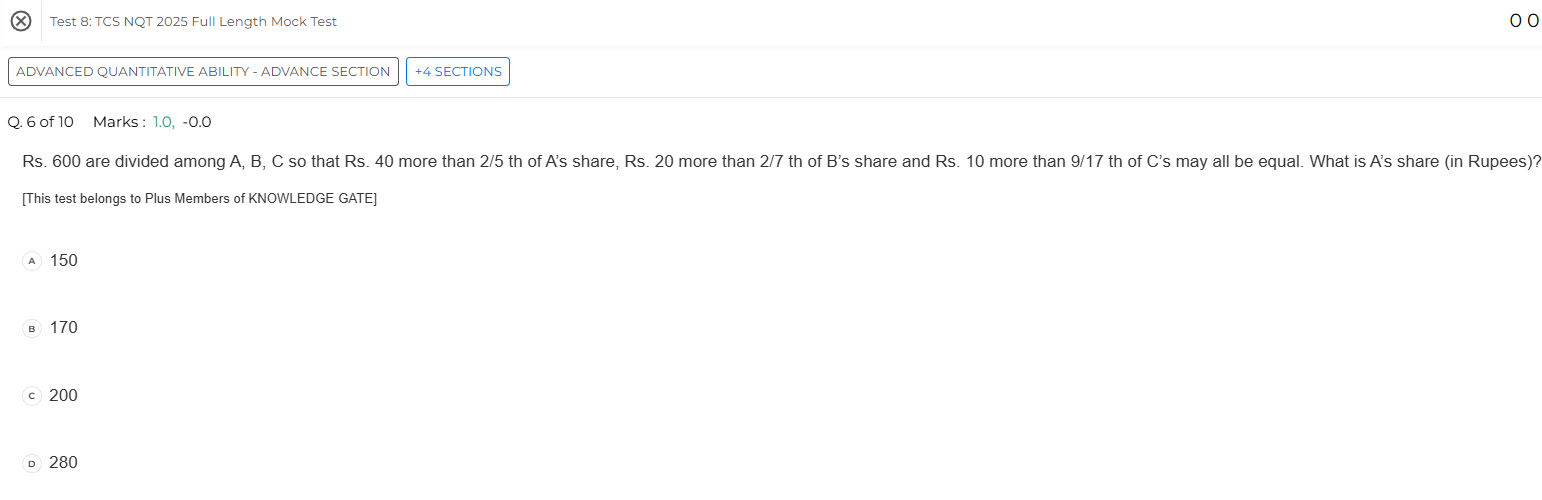 Test 8: TCS NQT 2025 Full Length Mock Test
0 0
ADVANCED QUANTITATIVE ABILITY - ADVANCE SECTION
+4 SECTIONS
Q. 6 of 10 Marks : 1.0, -0.0
Rs. 600 are divided among A, B, C so that Rs. 40 more than 2/5 th of A’s share, Rs. 20 more than 2/7 th of B’s share and Rs. 10 more than 9/17 th of C’s may all be equal. What is A’s share (in Rupees)?
[This test belongs to Plus Members of KNOWLEDGE GATE]
A 150
B 170
C 200
D 280